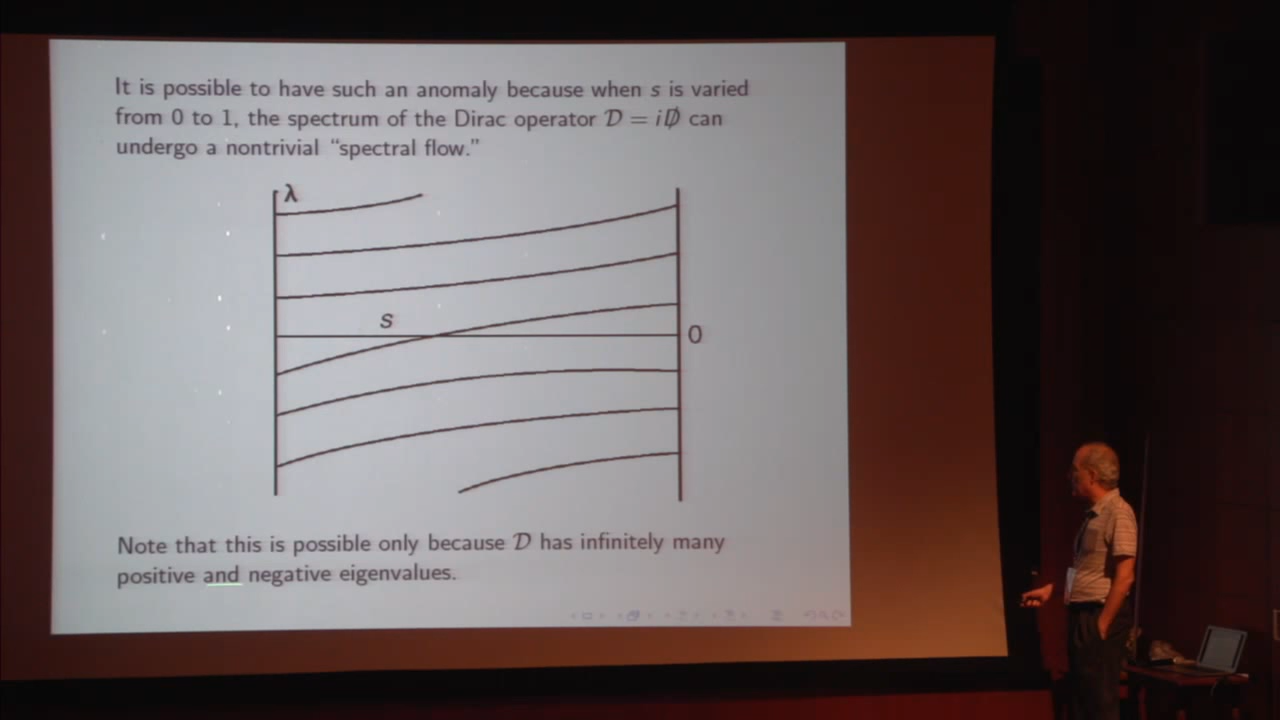 It is possible to have such an anomaly because when s is varied
from 0 to 1, the spectrum of the Dirac operator 𝒟 = iD̸ can
undergo a nontrivial “spectral flow.”
λ
s
0
Note that this is possible only because 𝒟 has infinitely many
positive and negative eigenvalues.